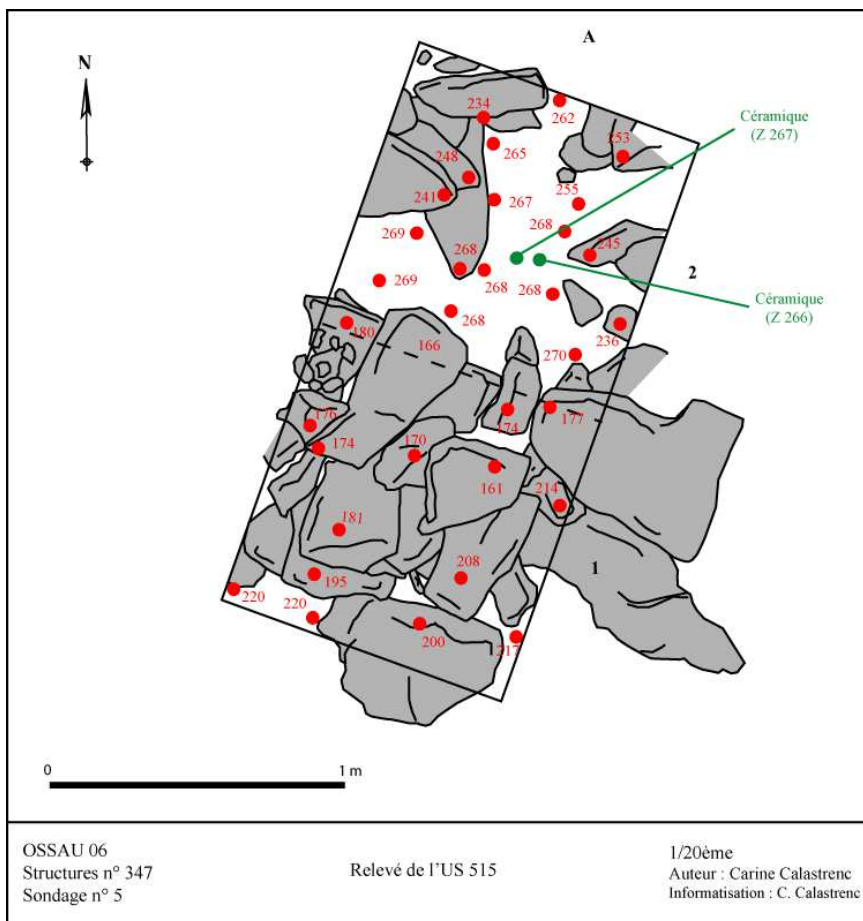 A
N
Céramique
(Z 267)
234
262
253
265
248
241
267
255
269
268
245
2
268
268
269
268
Céramique
(Z 266)
268
180
166
236
270
176
174
177
174
170
161
214
181
208
1
195
220
220
200
217
0
1 m
OSSAU 06
Structures n° 347
Sondage n° 5
Relevé de l'US 515
1/20ème
Auteur : Carine Calastrenc
Informatisation : C. Calastrenc